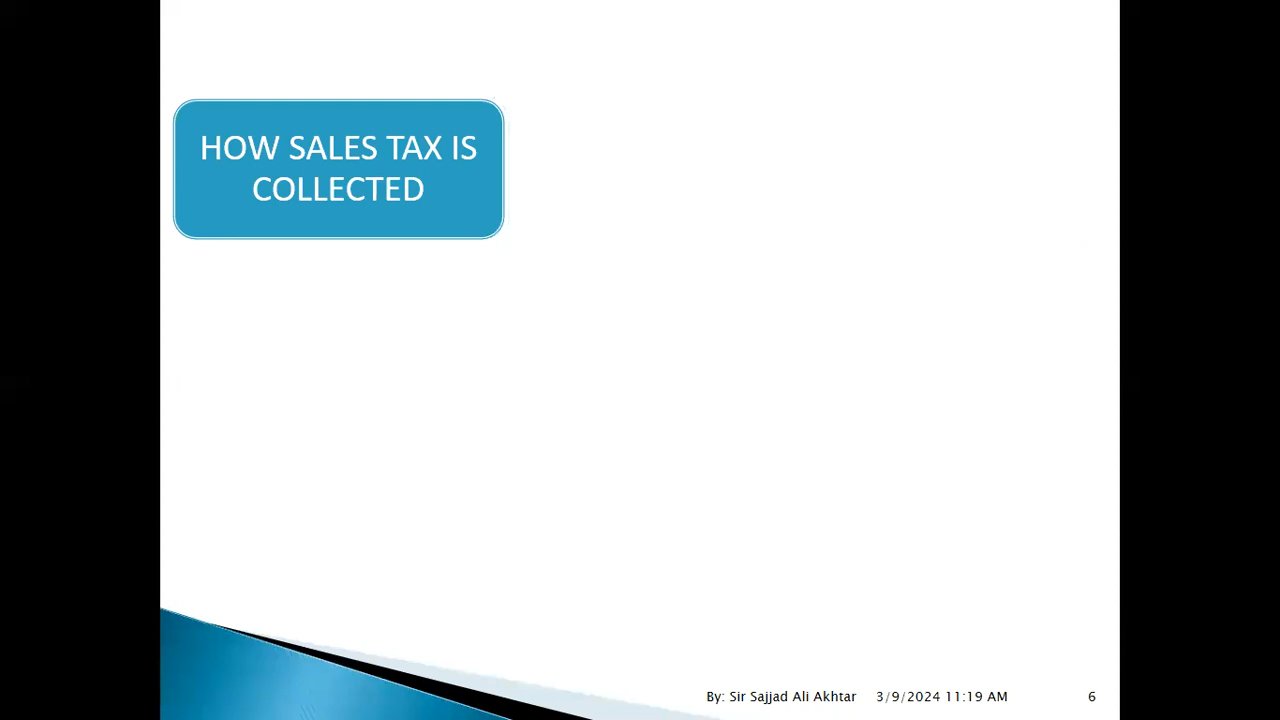 HOW SALES TAX IS
COLLECTED
By: Sir Sajjad Ali Akhtar 3/9/2024 11:19 AM 6